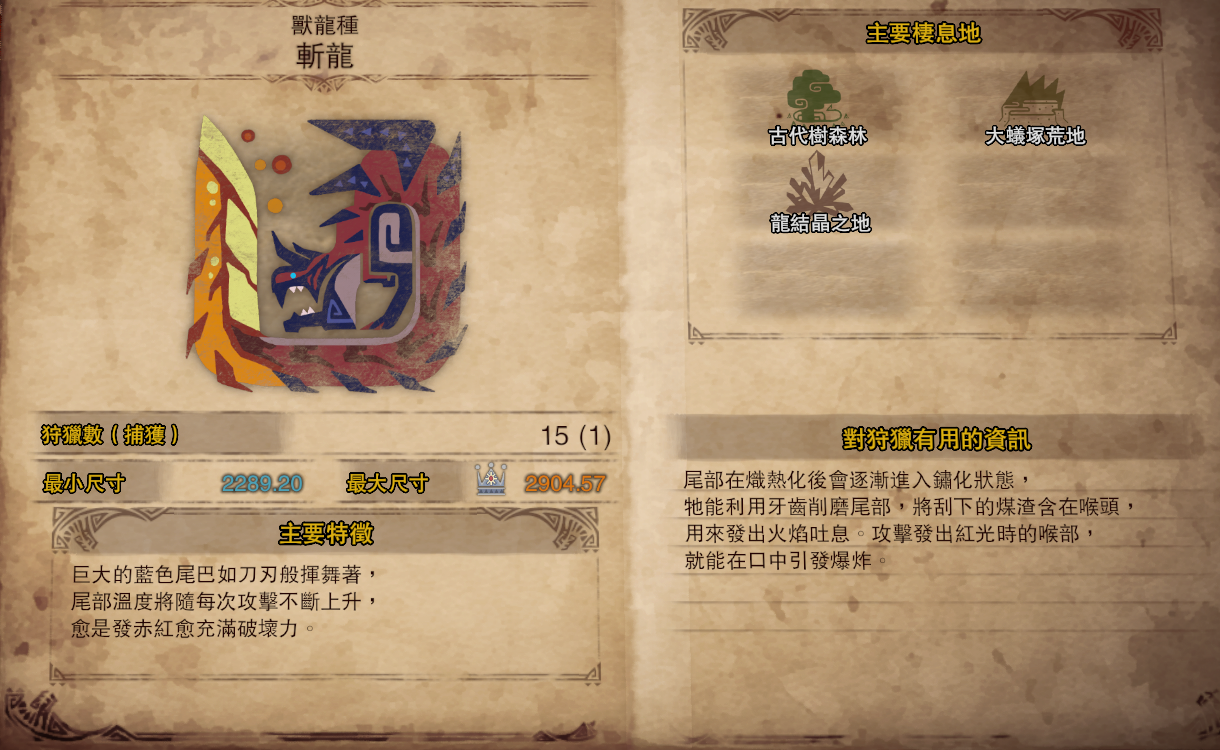 獸龍種
斬龍
狩獵數（捕獲）
15 (1)
最小尺寸
2289.20
最大尺寸
2904.57
主要特徵
巨大的藍色尾巴如刀刃般揮舞著，
尾部溫度將隨每次攻擊不斷上升，
愈是發赤紅愈充滿破壞力。
主要棲息地
古代樹森林
大蟻塚荒地
龍結晶之地
對狩獵有用的資訊
尾部在熾熱化後會逐漸進入鏽化狀態，
牠能利用牙齒削磨尾部，將刮下的煤渣含在喉頭，
用來發出火焰吐息。攻擊發出紅光時的喉部，
就能在口中引發爆炸。